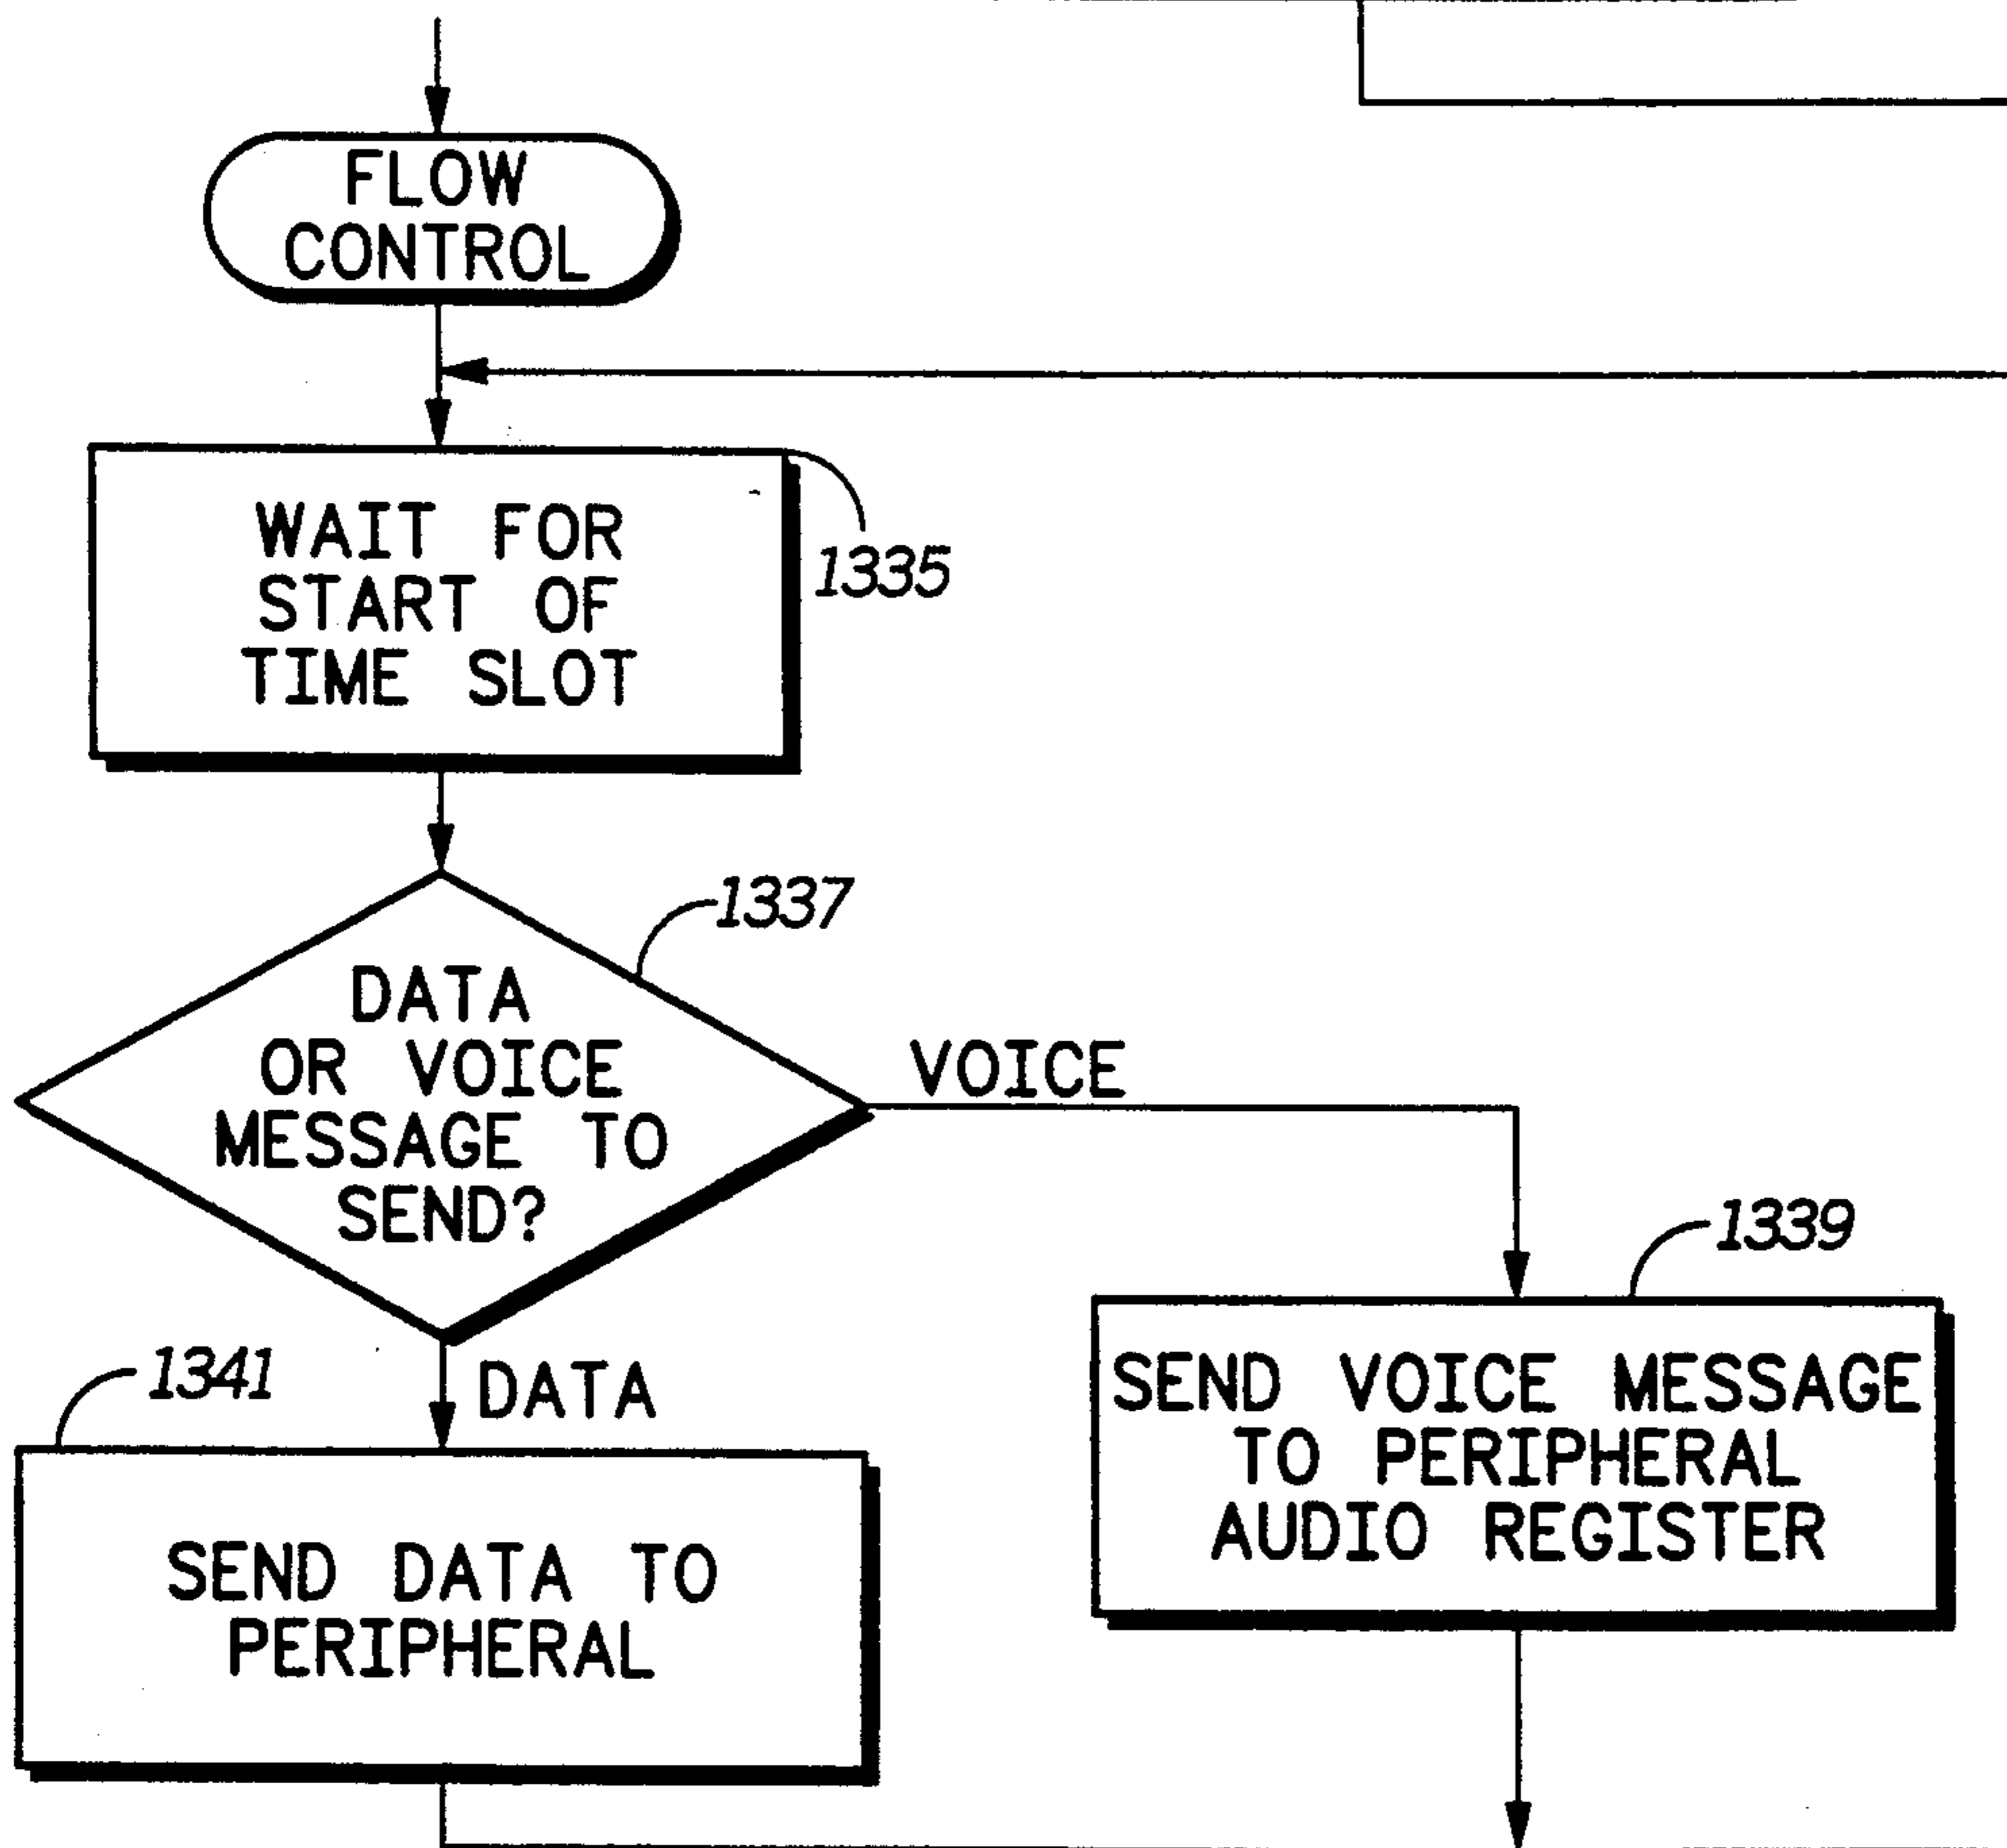 FLOW
CONTROL
WAIT FOR
START OF
TIME SLOT
1335
1337
DATA
OR VOICE
MESSAGE TO
SEND?
VOICE
1339
1341
DATA
SEND VOICE MESSAGE
TO PERIPHERAL
AUDIO REGISTER
SEND DATA TO
PERIPHERAL